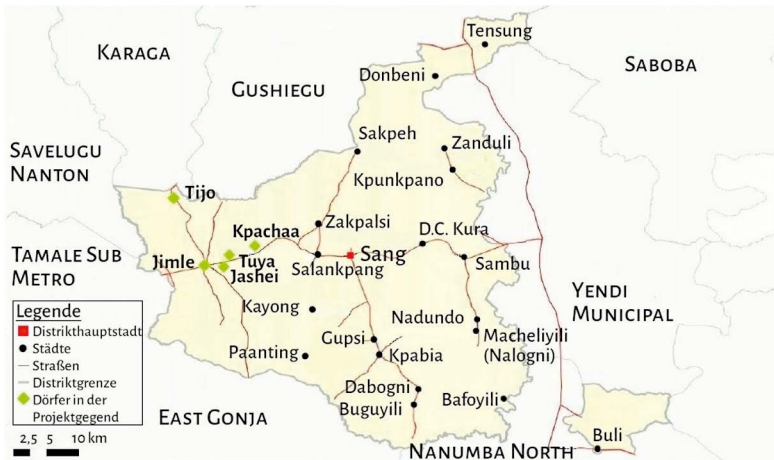 Tensung
KARAGA
SABOBA
Donbeni
GUSHIEGU
Sakpeh
Zanduli
SAVELUGU
NANTON
Kpunkpano
Tijo
Zakpalsi
D.C. Kura
Kpachaa
TAMALE SUB
METRO
Jimle
Tuya
Jashei
Salankpang
Sang
Sambu
YENDI
MUNICIPAL
Legende
Distrikthauptstadt
Städte
Straßen
Distriktgrenze
Dörfer in der
Projektgegend
Kayong
Nadundo
Gupsi
Macheliyili
(Nalogni)
Paanting
Kpabia
Dabogni
Buguyili
Bafoyili
EAST GONJA
Buli
NANUMBA NORTH
2,5 5 10 km